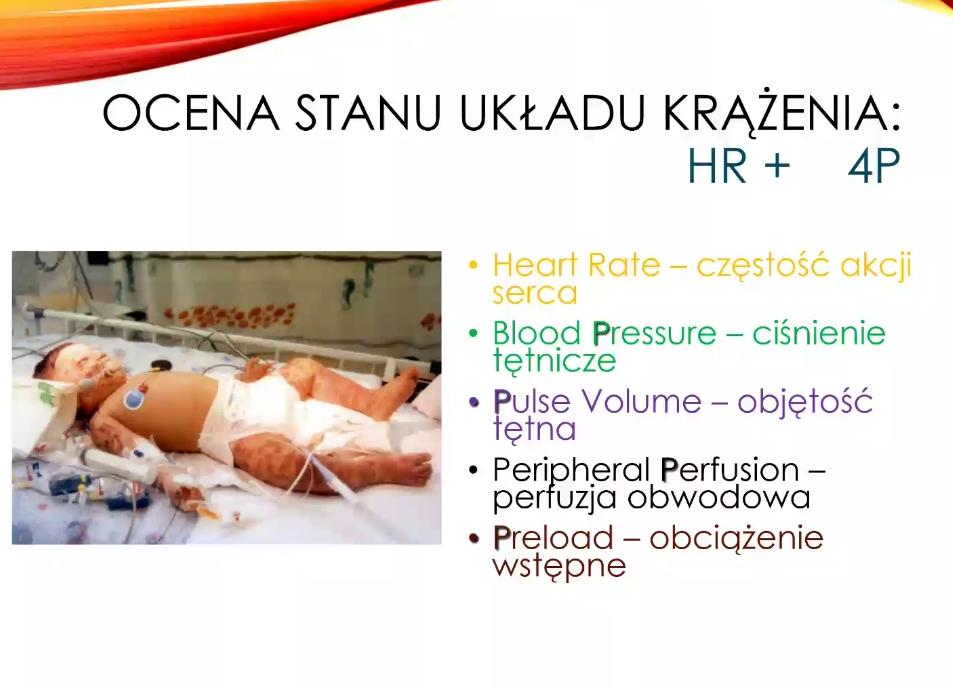 OCENA STANU UKŁADU KRĄŻENIA:
HR + 4P
• Heart Rate – częstość akcji
serca
• Blood Pressure – ciśnienie
tętnicze
• Pulse Volume – objętość
tętna
• Peripheral Perfusion –
perfuzja obwodowa
• Preload – obciążenie
wstępne